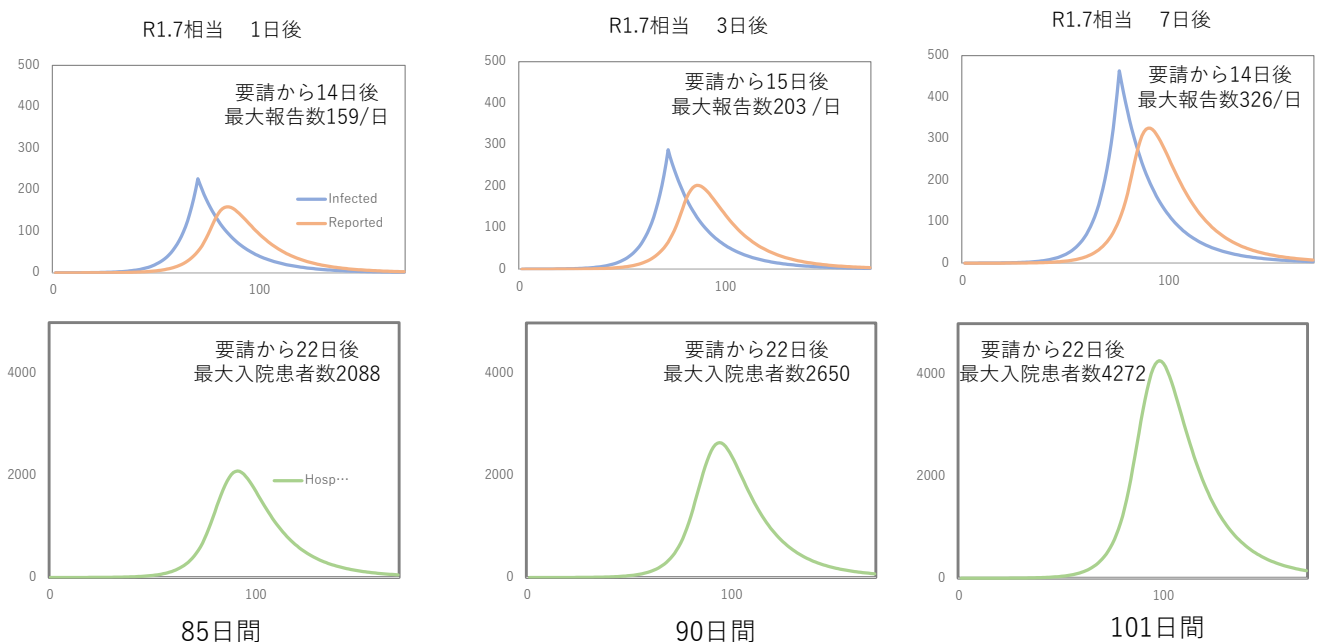 R1.7相当 1日後
500
400
300
200
100
0
0
100
要請から14日後
最大報告数159/日
Infected
Reported
R1.7相当 3日後
500
400
300
200
100
0
0
100
要請から15日後
最大報告数203 /日
R1.7相当 7日後
500
400
300
200
100
0
0
100
要請から14日後
最大報告数326/日
4000
2000
0
0
100
要請から22日後
最大入院患者数2088
Hosp…
85日間
4000
2000
0
0
100
要請から22日後
最大入院患者数2650
90日間
4000
2000
0
0
100
要請から22日後
最大入院患者数4272
101日間